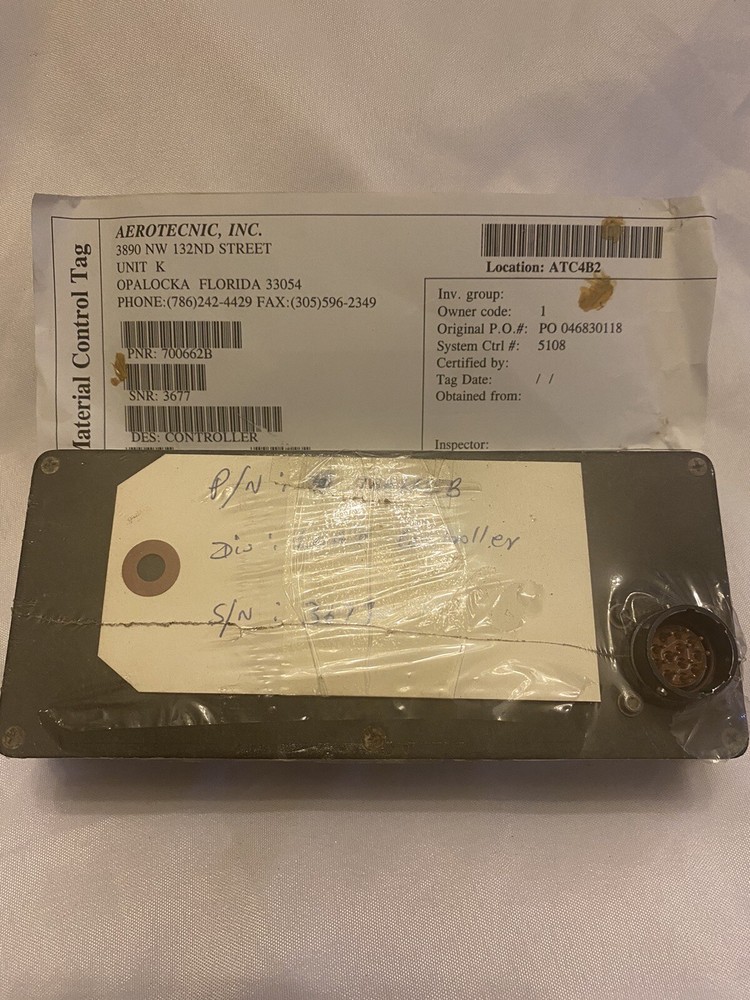 Material Control Tag
AEROTECNIC, INC.
3890 NW 132ND STREET
UNIT K
OPALOCKA FLORIDA 33054
PHONE:(786)242-4429 FAX:(305)596-2349
PNR: 700662B
SNR: 3677
DES: CONTROLLER
Location: ATC4B2
Inv. group:
Owner code: 1
Original P.O.#: PO 046830118
System Ctrl #: 5108
Certified by:
Tag Date: / /
Obtained from:
Inspector:
P/N : B
S/N :